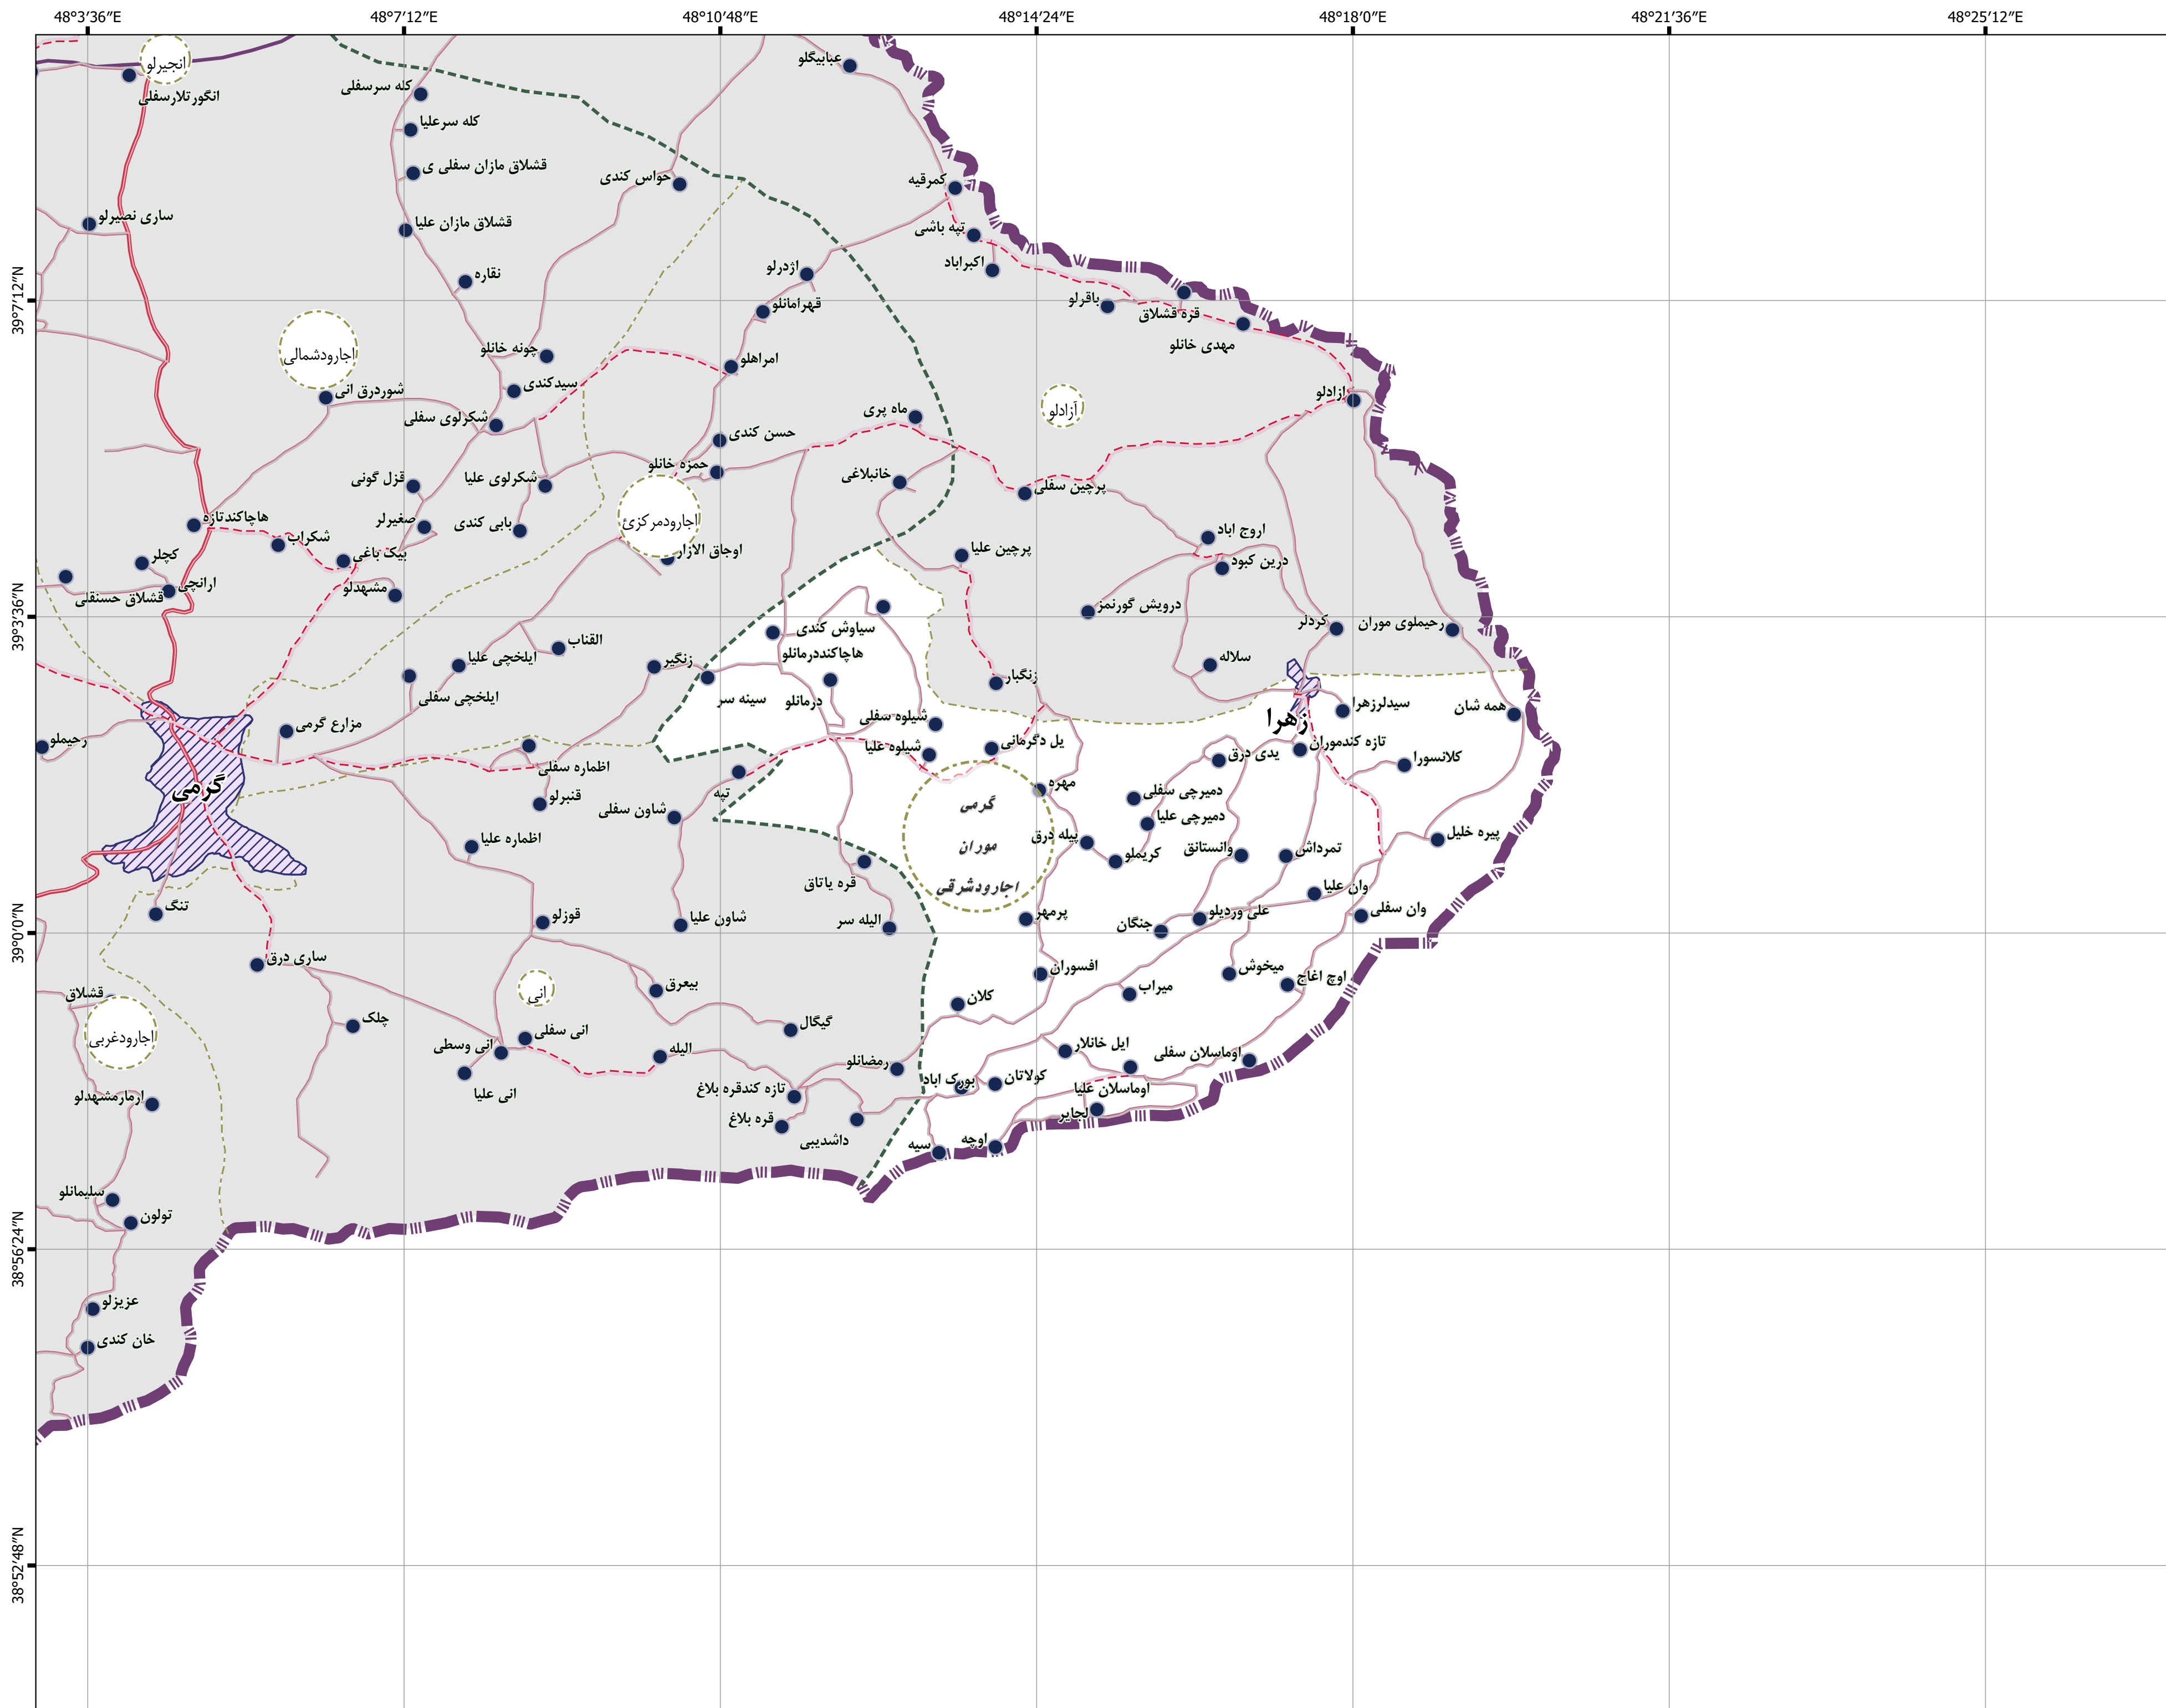 48°3′36″E
48°7′12″E
48°10′48″E
48°14′24″E
48°18′0″E
48°21′36″E
48°25′12″E
39°7′12″N
39°3′36″N
39°0′0″N
38°56′24″N
38°52′48″N
انجیرلو
انگورتلارسفلی
کله سرسفلی
عبابیگلو
کله سرعلیا
قشلاق مازان سفلی ی
حواس کندی
کمرقیه
ساری نصیرلو
قشلاق مازان علیا
تپه باشی
نقاره
اژدرلو
اکبراباد
قهرامانلو
باقرلو
قره قشلاق
مهدی خانلو
اجارودشمالی
چونه خانلو
امراهلو
شوردرق انی
سیدکندی
ازادلو
آزادلو
شکرلوی سفلی
ماه پری
حسن کندی
حمزه خانلو
خانبلاغی
پرچین سفلی
قزل گونی
شکرلوی علیا
هاچاکندتازه
صغیرلر
بابی کندی
اجارودمرکزئ
اروج اباد
شکراب
بیک باغی
اوجاق الازار
پرچین علیا
درین کبود
کچلر
ارانچی
قشلاق حسنقلی
مشهدلو
درویش گورنمز
سیاوش کندی
کردلر
رحیملوی موران
القناب
هاچاکنددرمانلو
ایلخچی علیا
زنگیر
سلاله
زنگبار
ایلخچی سفلی
سینه سر
درمانلو
سیدلرزهرا
همه شان
زهرا
مزارع گرمی
شیلوه سفلی
رحیملو
شیلوه علیا
یل دگرمانی
تازه کندموران
یدی درق
کلانسورا
اظماره سفلی
گرمی
قنبرلو
تپه
مهره
دمیرچی سفلی
شاون سفلی
گرمی
موران
اجارودشرقی
دمیرچی علیا
پیله درق
پیره خلیل
اظماره علیا
کریملو
وانستانق
تمرداش
قره یاتاق
وان علیا
تنگ
قوزلو
شاون علیا
الیله سر
پرمهر
علی وردیلو
وان سفلی
جنگان
ساری درق
افسوران
میخوش
اوچ اغاج
قشلاق
بیعرق
میراب
انی
کلان
اجارودغربی
چلک
گیگال
انی سفلی
انی وسطی
الیله
ایل خانلار
اوماسلان سفلی
رمضانلو
انی علیا
تازه کندقره بلاغ
بورک اباد
کولاتان
اوماسلان علیا
ارمارمشهدلو
قره بلاغ
داشدیبی
لجایر
سیه
اوچه
سلیمانلو
تولون
عزیزلو
خان کندی